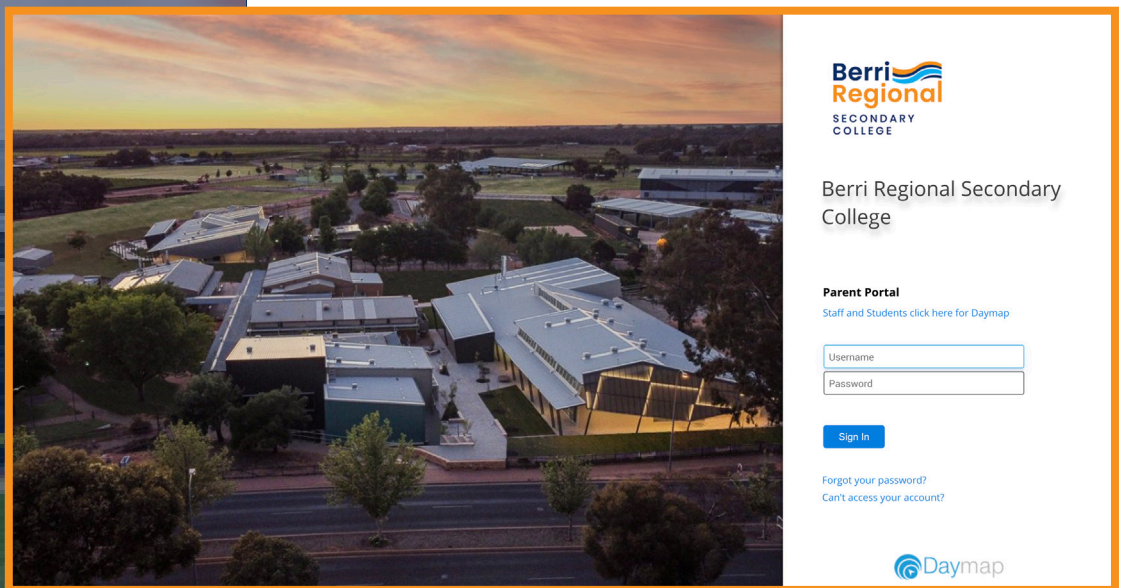 Berri
Regional
SECONDARY
COLLEGE
Berri Regional Secondary
College
Parent Portal
Staff and Students click here for Daymap
Username
Password
Sign In
Forgot your password?
Can't access your account?
Daymap